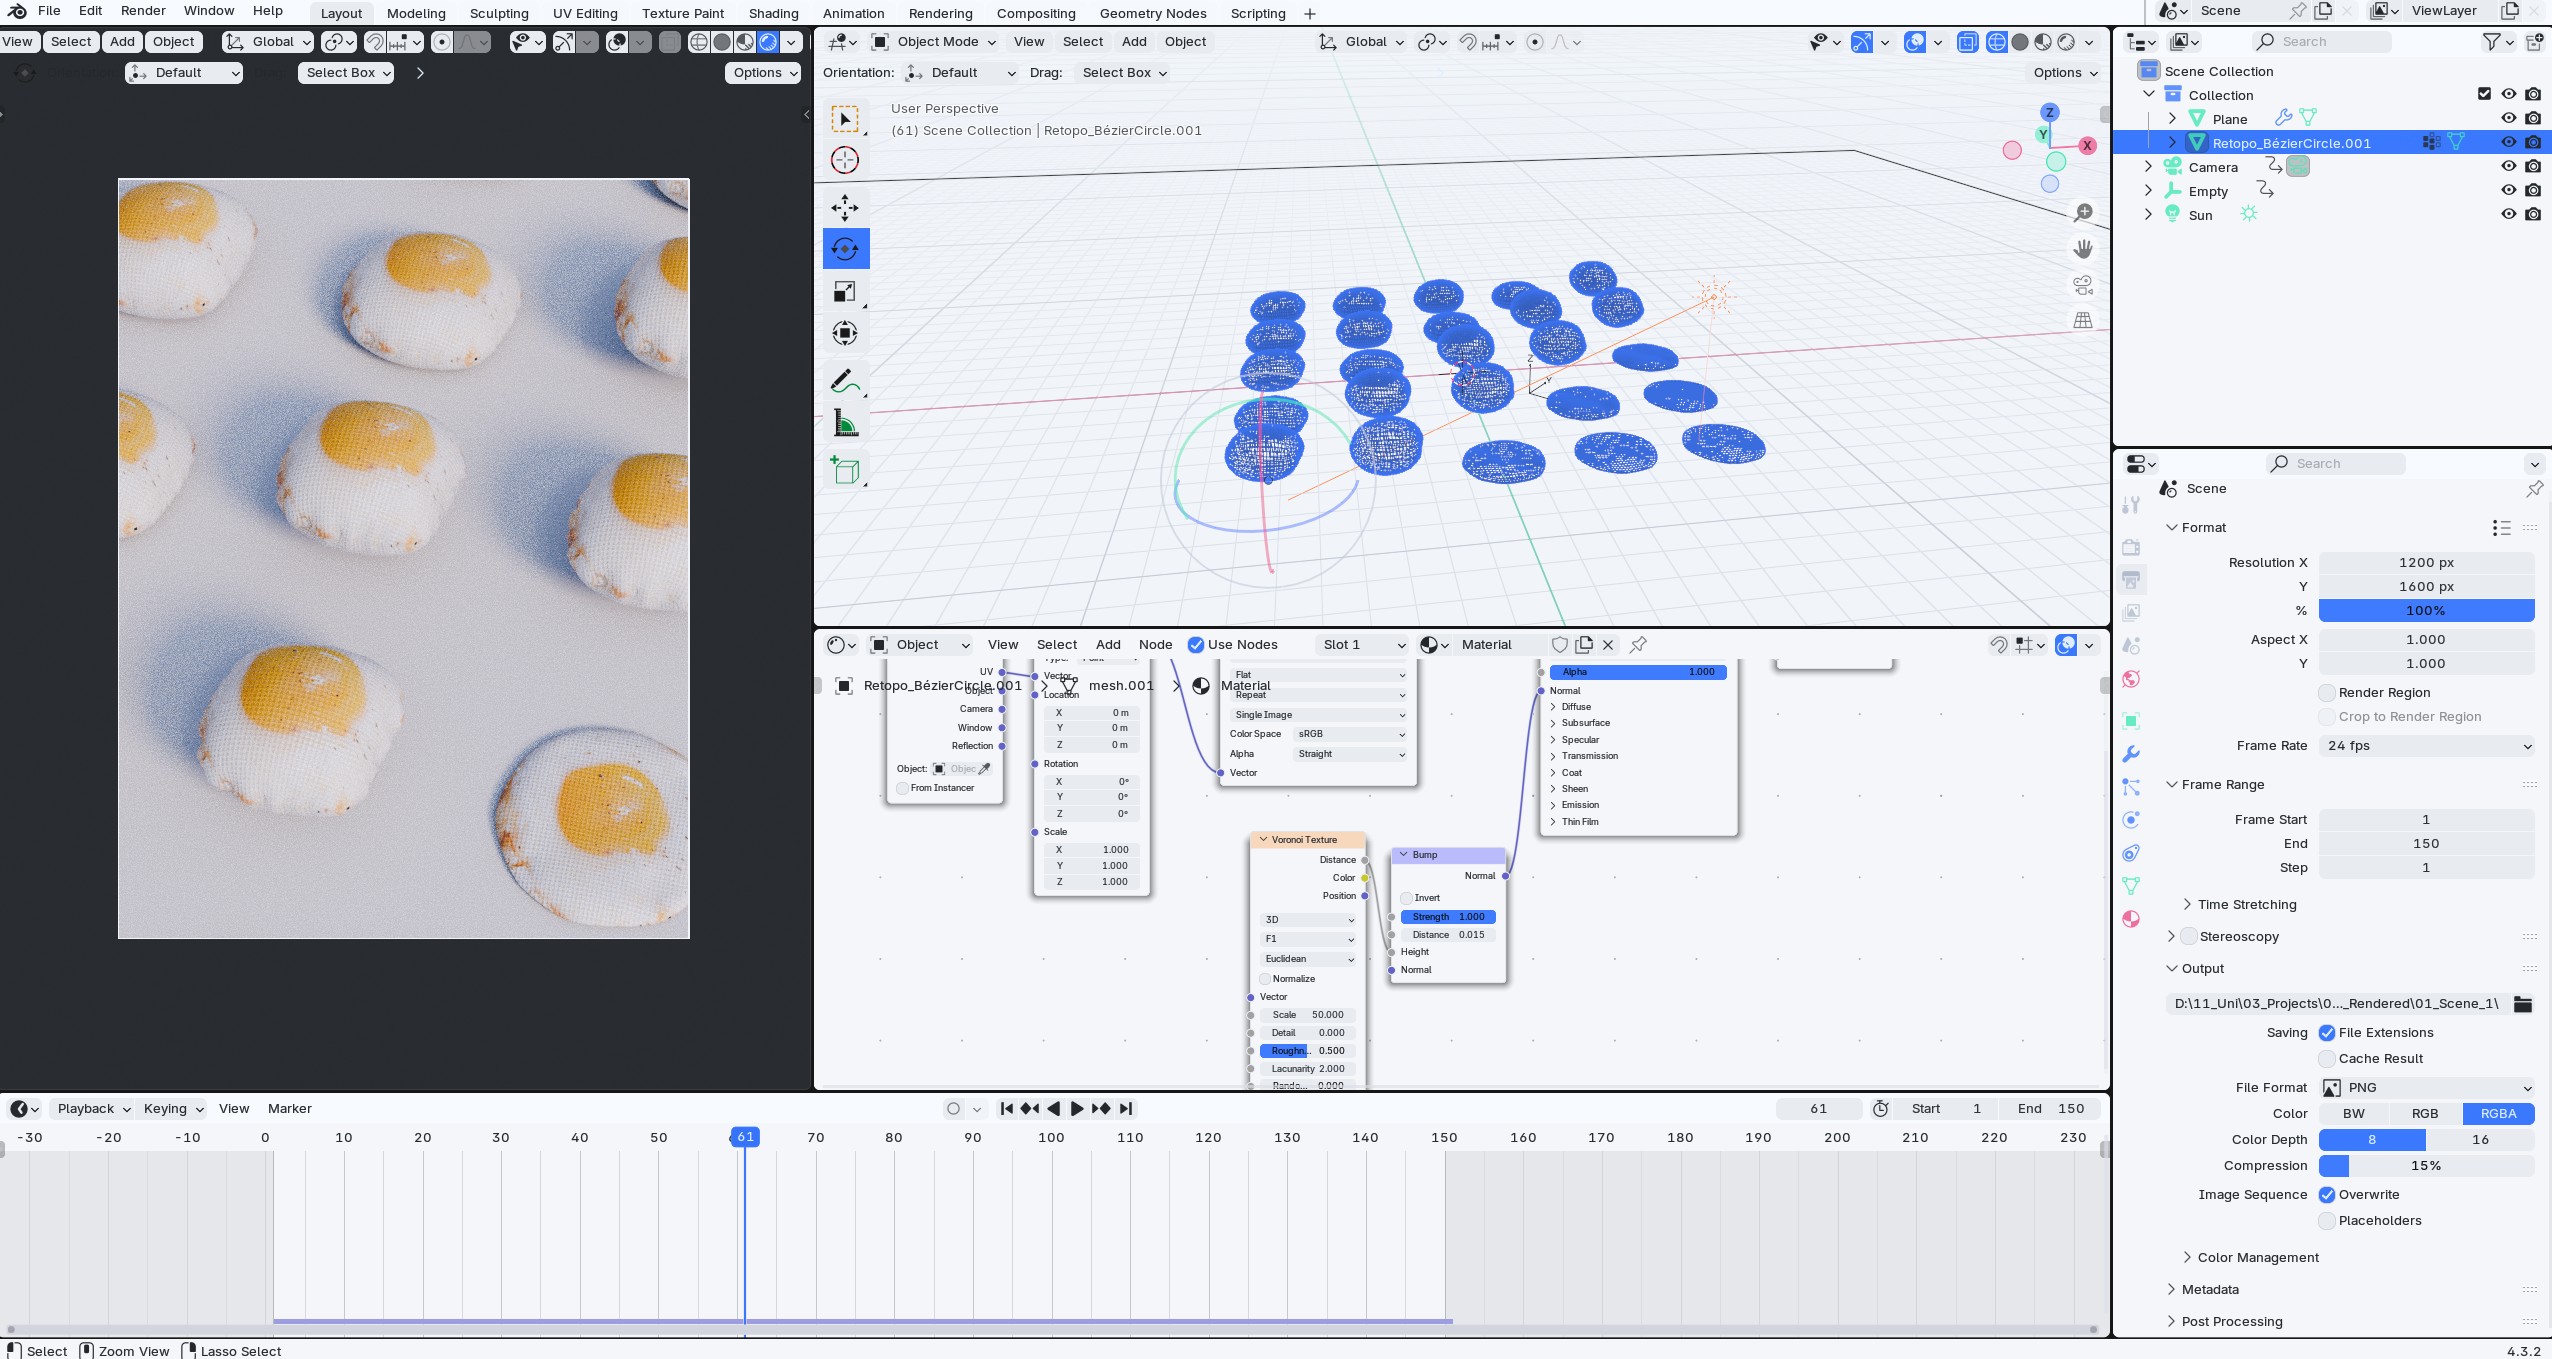 File Edit Render Window Help Layout Modeling Sculpting UV Editing Texture Paint Shading Animation Rendering Compositing Geometry Nodes Scripting + Scene ViewLayer
View Select Add Object Global
Default Select Box Options
Object Mode View Select Add Object Global
Orientation: Default Drag: Select Box Options
User Perspective
(61) Scene Collection | Retopo_BézierCircle.001
Z
Y
X
Search
Scene Collection
Collection
Plane
Retopo_BézierCircle.001
Camera
Empty
Sun
Object View Select Add Node Use Nodes Slot 1 Material
Retopo_BézierCircle.001 > mesh.001 > Material
UV
Object
Camera
Window
Reflection
Object: Objec
From Instancer
Vector
Location
X 0 m
Y 0 m
Z 0 m
Rotation
X 0°
Y 0°
Z 0°
Scale
X 1.000
Y 1.000
Z 1.000
Flat
Repeat
Single Image
Color Space sRGB
Alpha Straight
Vector
Voronoi Texture
Distance
Color
Position
3D
F1
Euclidean
Normalize
Vector
Scale 50.000
Detail 0.000
Roughn... 0.500
Lacunarity 2.000
Rando... 0.000
Bump
Normal
Invert
Strength 1.000
Distance 0.015
Height
Normal
Alpha 1.000
Normal
Diffuse
Subsurface
Specular
Transmission
Coat
Sheen
Emission
Thin Film
Search
Scene
Format
Resolution X 1200 px
Y 1600 px
% 100%
Aspect X 1.000
Y 1.000
Render Region
Crop to Render Region
Frame Rate 24 fps
Frame Range
Frame Start 1
End 150
Step 1
Time Stretching
Stereoscopy
Output
D:\11_Uni\03_Projects\0..._Rendered\01_Scene_1\
Saving File Extensions
Cache Result
File Format PNG
Color BW RGB RGBA
Color Depth 8 16
Compression 15%
Image Sequence Overwrite
Placeholders
Color Management
Metadata
Post Processing
Playback Keying View Marker 61 Start 1 End 150
-30 -20 -10 0 10 20 30 40 50 61 70 80 90 100 110 120 130 140 150 160 170 180 190 200 210 220 230
Select Zoom View Lasso Select 4.3.2